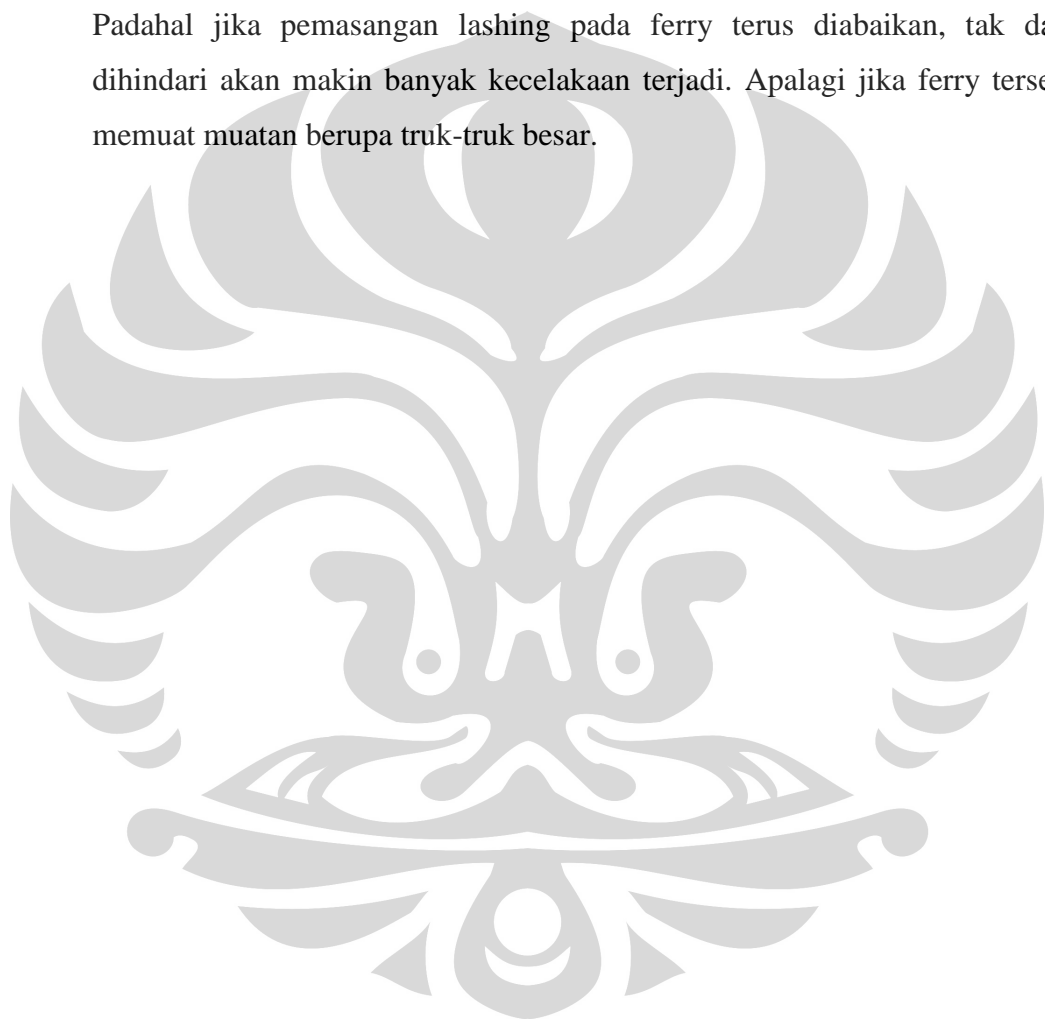 Padahal jika pemasangan lashing pada ferry terus diabaikan, tak da
dihindari akan makin banyak kecelakaan terjadi. Apalagi jika ferry terse
memuat muatan berupa truk-truk besar.